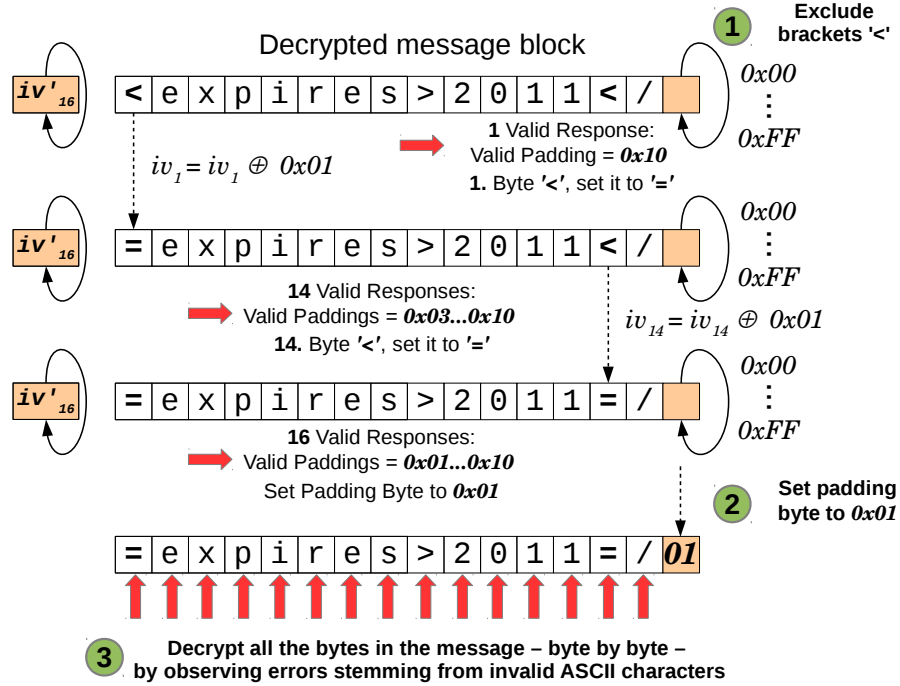 1 Exclude
brackets '<'
Decrypted message block
iv'16 < e x p i r e s > 2 0 1 1 < / 0x00
⋮
0xFF
1 Valid Response:
Valid Padding = 0x10
1. Byte '<', set it to '='
iv1 = iv1 ⊕ 0x01
iv'16 = e x p i r e s > 2 0 1 1 < / 0x00
⋮
0xFF
14 Valid Responses:
Valid Paddings = 0x03...0x10
14. Byte '<', set it to '='
iv14 = iv14 ⊕ 0x01
iv'16 = e x p i r e s > 2 0 1 1 = / 0x00
⋮
0xFF
16 Valid Responses:
Valid Paddings = 0x01...0x10
Set Padding Byte to 0x01
2 Set padding
byte to 0x01
= e x p i r e s > 2 0 1 1 = / 01
3 Decrypt all the bytes in the message – byte by byte –
by observing errors stemming from invalid ASCII characters